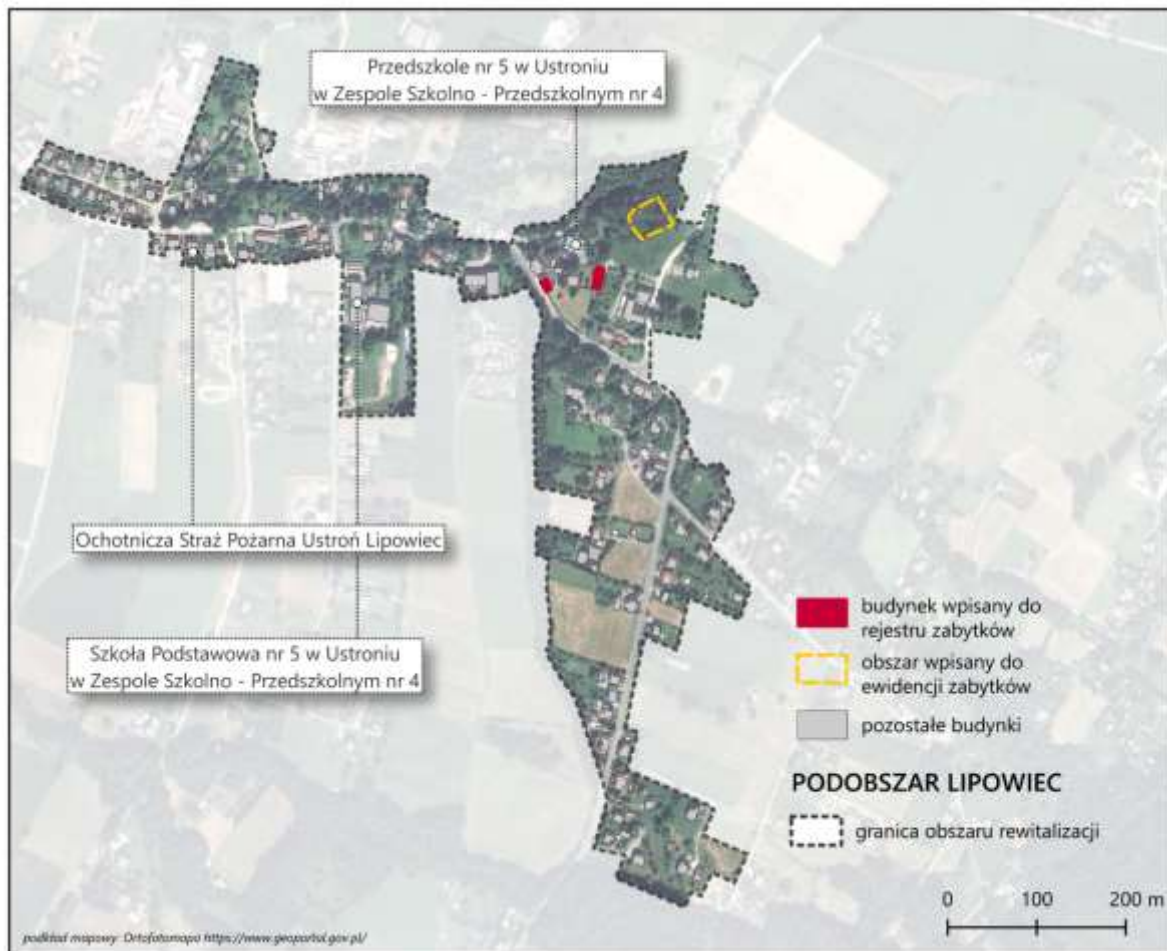 Przedszkole nr 5 w Ustroniu
w Zespole Szkolno - Przedszkolnym nr 4
Ochotnicza Straż Pożarna Ustroń Lipowiec
Szkoła Podstawowa nr 5 w Ustroniu
w Zespole Szkolno - Przedszkolnym nr 4
budynek wpisany do
rejestru zabytków
obszar wpisany do
ewidencji zabytków
pozostałe budynki
PODOBSZAR LIPOWIEC
granica obszaru rewitalizacji
0 100 200 m
podkład mapowy: Ortofotomapa https://www.geoportal.gov.pl/